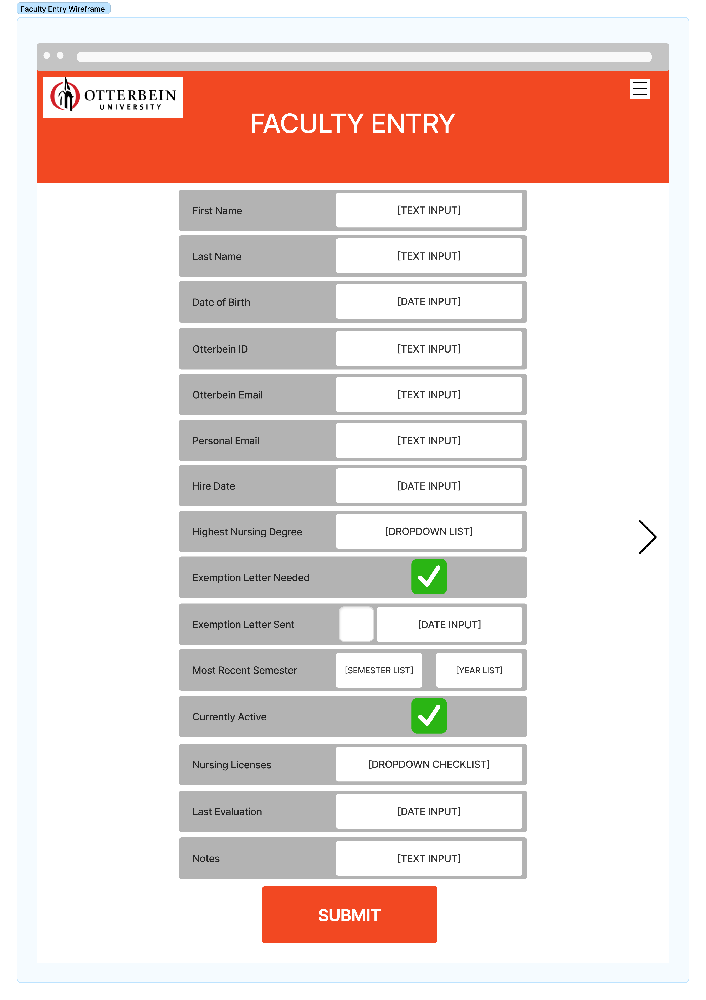 Faculty Entry Wireframe
OTTERBEIN
UNIVERSITY
FACULTY ENTRY
First Name [TEXT INPUT]
Last Name [TEXT INPUT]
Date of Birth [DATE INPUT]
Otterbein ID [TEXT INPUT]
Otterbein Email [TEXT INPUT]
Personal Email [TEXT INPUT]
Hire Date [DATE INPUT]
Highest Nursing Degree [DROPDOWN LIST]
Exemption Letter Needed
Exemption Letter Sent [DATE INPUT]
Most Recent Semester [SEMESTER LIST] [YEAR LIST]
Currently Active
Nursing Licenses [DROPDOWN CHECKLIST]
Last Evaluation [DATE INPUT]
Notes [TEXT INPUT]
SUBMIT